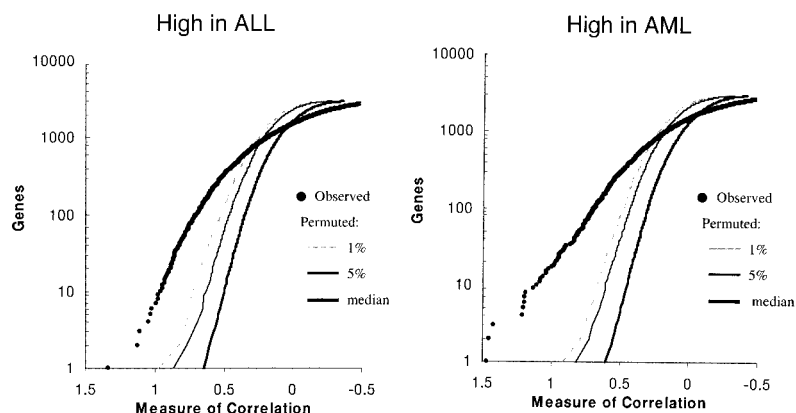 High in ALL
10000
1000
100
10
1
Genes
Observed
Permuted:
1%
5%
median
1.5 1 0.5 0 -0.5
Measure of Correlation
High in AML
10000
1000
100
10
1
Genes
Observed
Permuted:
1%
5%
median
1.5 1 0.5 0 -0.5
Measure of Correlation